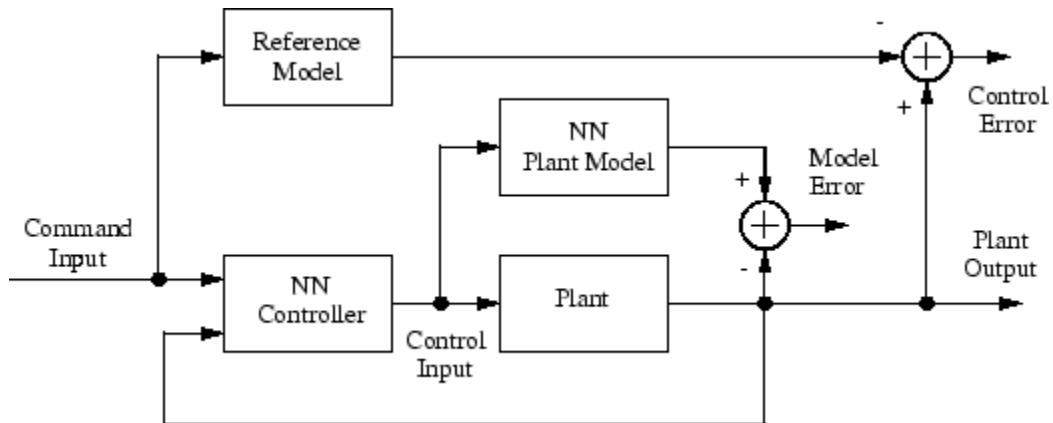 Reference
Model
-
+
Control
Error
NN
Plant Model
+
Model
Error
Command
Input
-
Plant
Output
NN
Controller
Plant
Control
Input
+
+